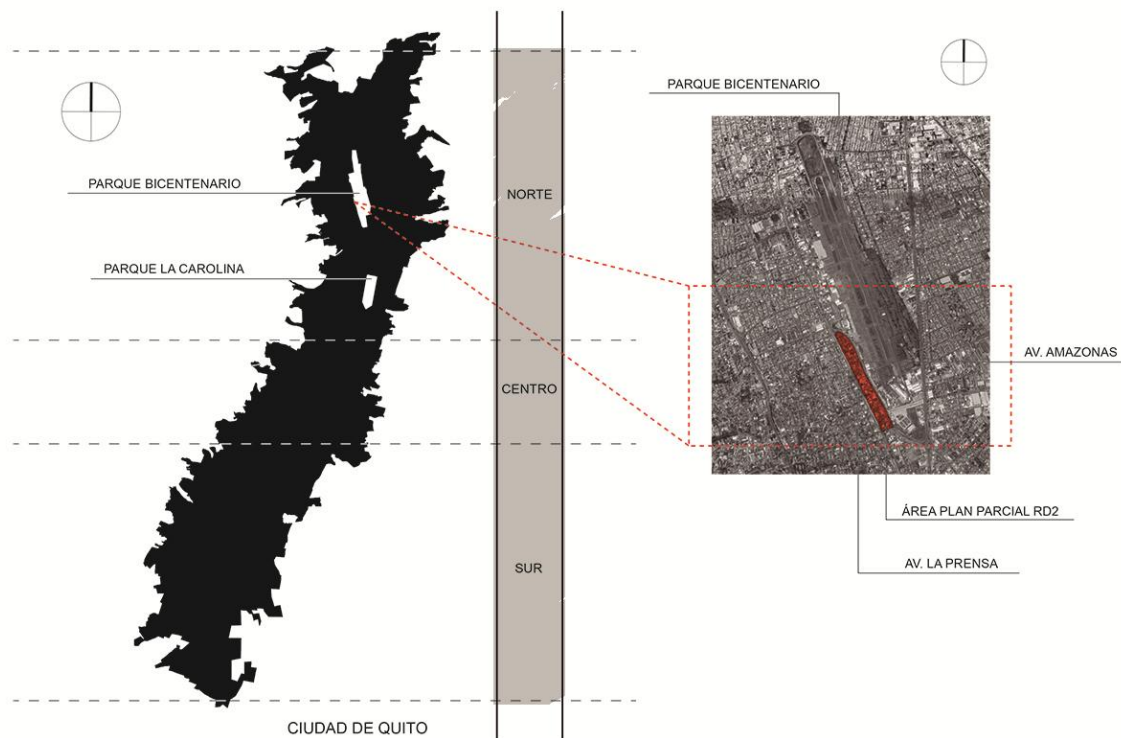 PARQUE BICENTENARIO
PARQUE LA CAROLINA
NORTE
CENTRO
SUR
CIUDAD DE QUITO
PARQUE BICENTENARIO
AV. AMAZONAS
ÁREA PLAN PARCIAL RD2
AV. LA PRENSA